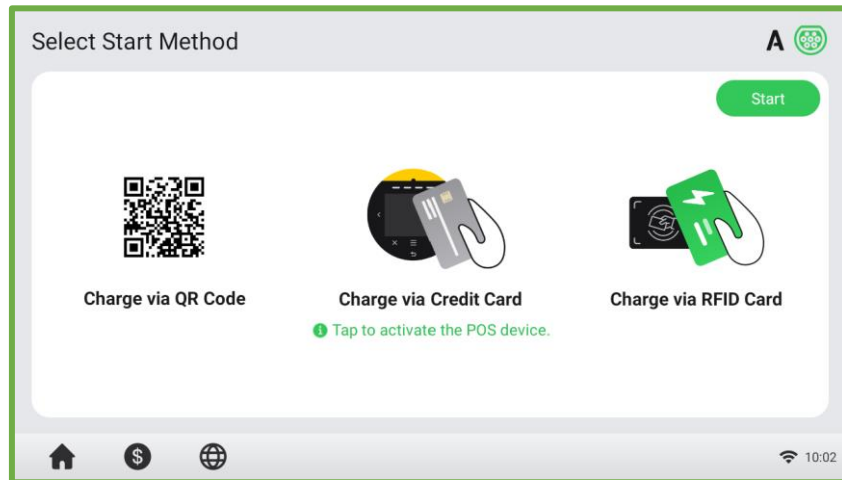 Select Start Method
A
Start
Charge via QR Code
Charge via Credit Card
Charge via RFID Card
Tap to activate the POS device.
10:02